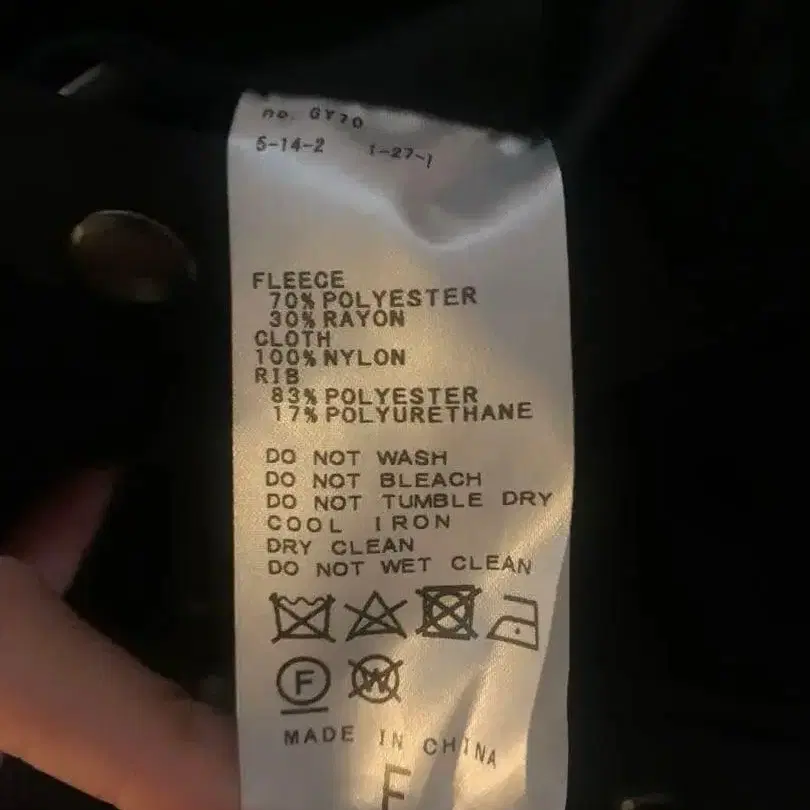 no. GY70
5-14-2 1-27-1
FLEECE
70% POLYESTER
30% RAYON
CLOTH
100% NYLON
RIB
83% POLYESTER
17% POLYURETHANE
DO NOT WASH
DO NOT BLEACH
DO NOT TUMBLE DRY
COOL IRON
DRY CLEAN
DO NOT WET CLEAN
F W
MADE IN CHINA
F